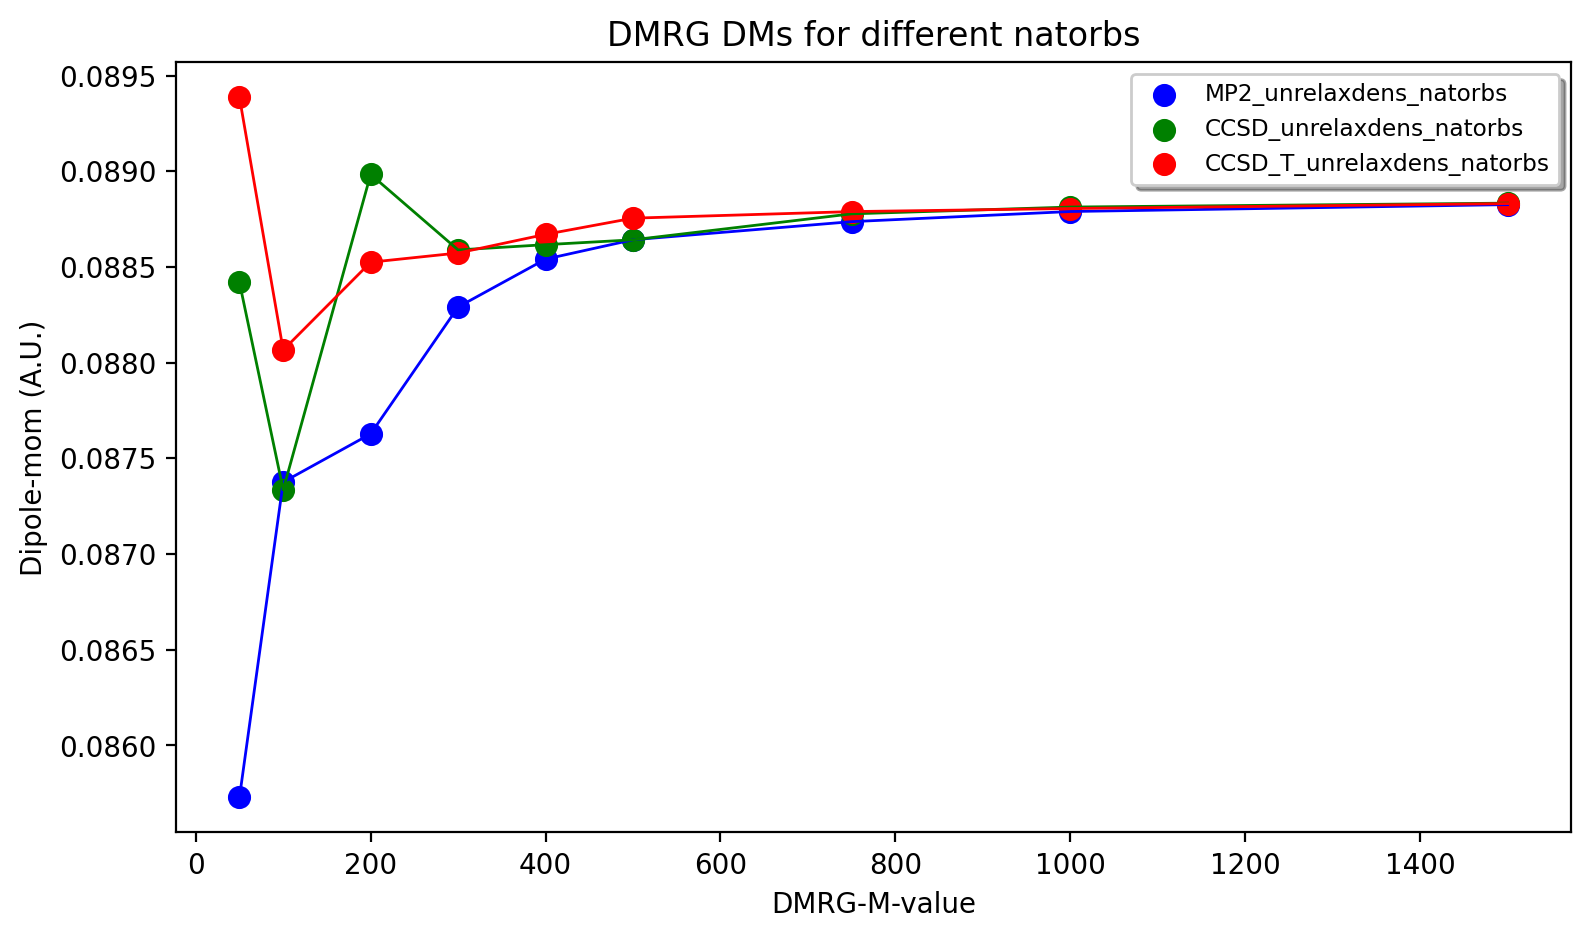 DMRG DMs for different natorbs
0.0895
0.0890
0.0885
0.0880
0.0875
0.0870
0.0865
0.0860
Dipole-mom (A.U.)
MP2_unrelaxdens_natorbs
CCSD_unrelaxdens_natorbs
CCSD_T_unrelaxdens_natorbs
0 200 400 600 800 1000 1200 1400
DMRG-M-value